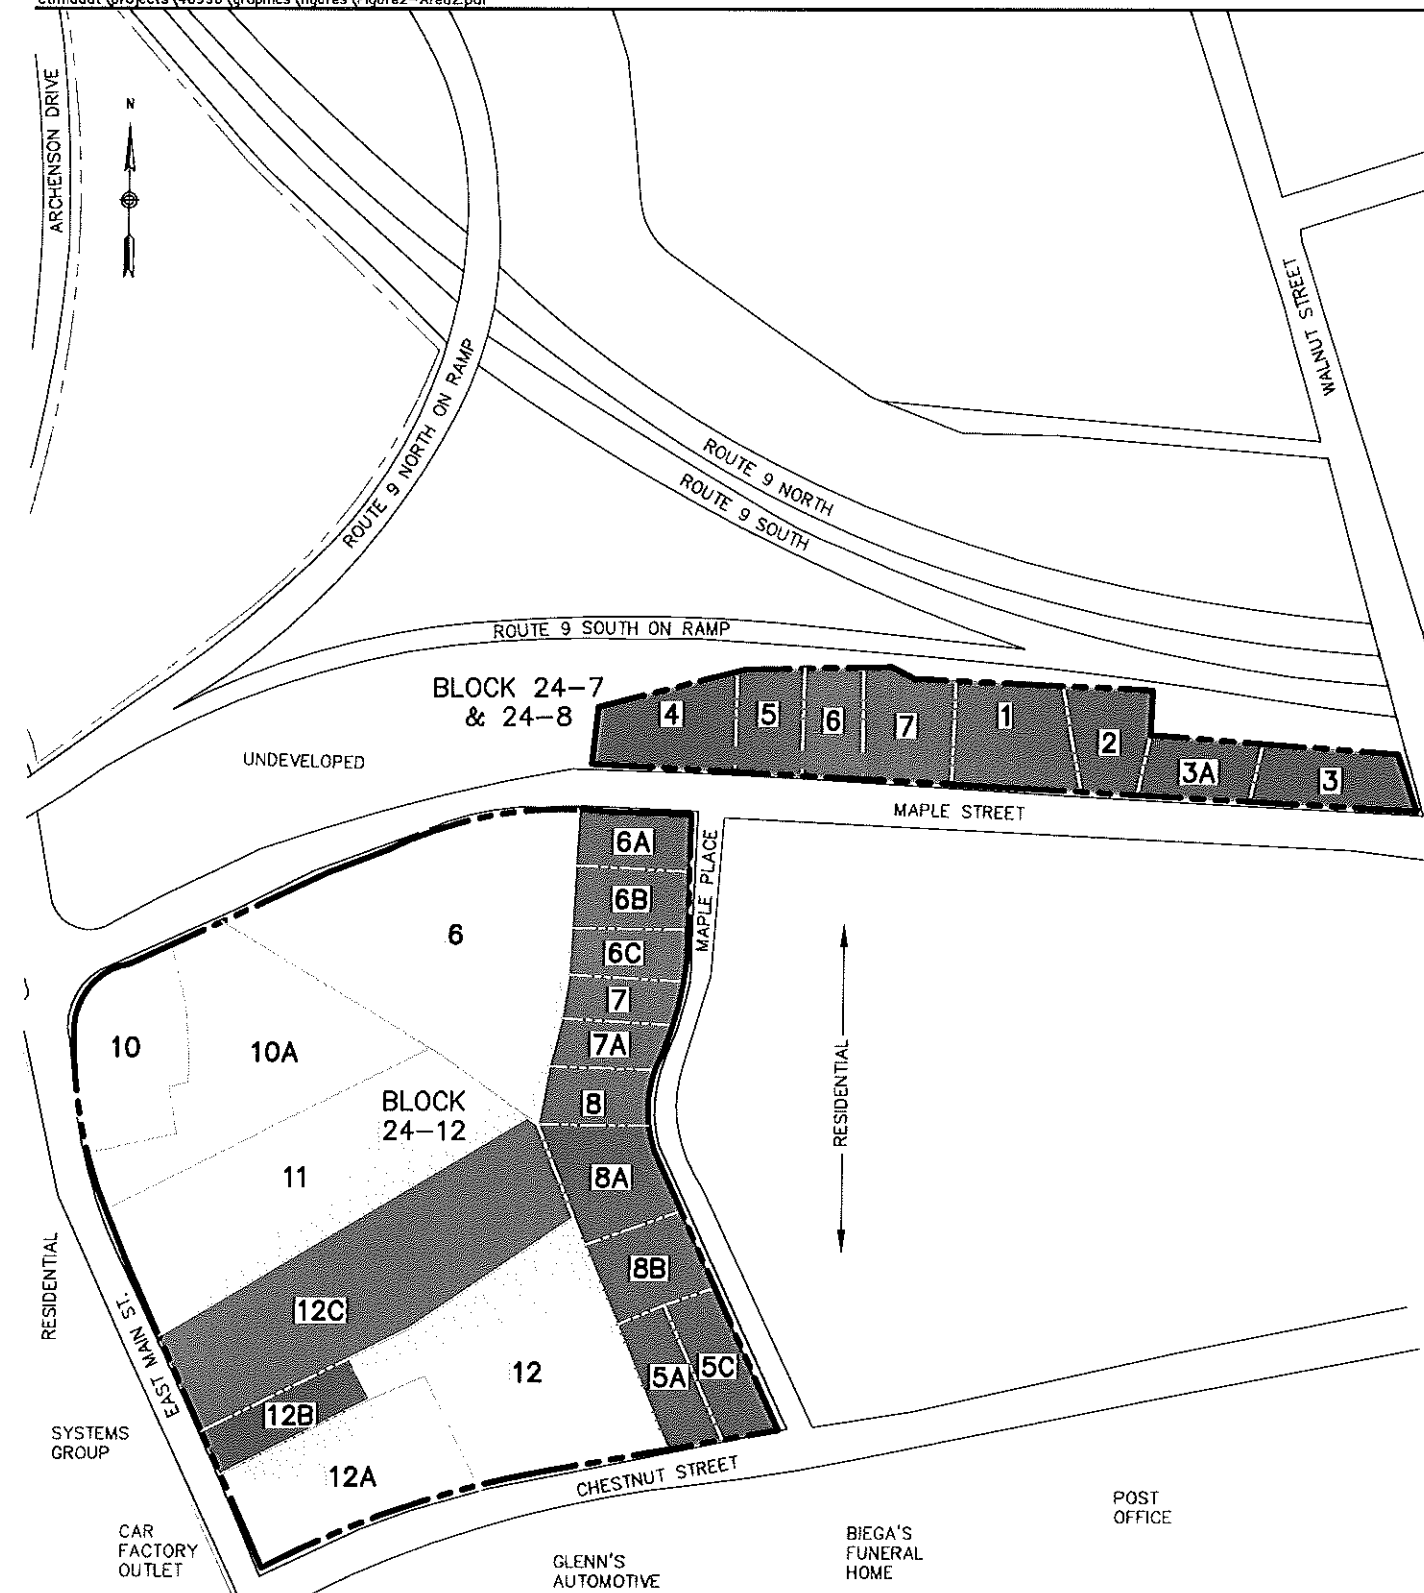 ARCHENSON DRIVE
N
WALNUT STREET
ROUTE 9 NORTH ON RAMP
ROUTE 9 NORTH
ROUTE 9 SOUTH
ROUTE 9 SOUTH ON RAMP
BLOCK 24-7
& 24-8
4
5
6
7
1
2
3A
3
UNDEVELOPED
MAPLE STREET
MAPLE PLACE
6A
6B
6C
7
7A
8
8A
8B
5A
5C
6
10
10A
BLOCK
24-12
11
12C
12B
12
12A
RESIDENTIAL
RESIDENTIAL
EAST MAIN ST.
CHESTNUT STREET
SYSTEMS
GROUP
CAR
FACTORY
OUTLET
GLENN'S
AUTOMOTIVE
BIEGA'S
FUNERAL
HOME
POST
OFFICE